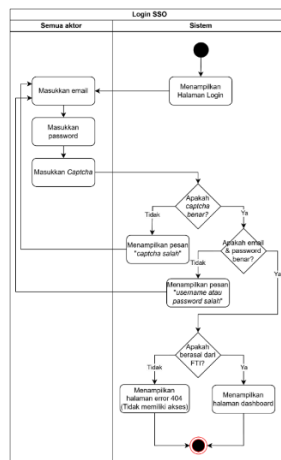 Login SSO
Semua aktor
Sistem
Menampilkan
Halaman Login
Masukkan email
Masukkan
password
Masukkan Captcha
Apakah
captcha
benar?
Tidak
Ya
Menampilkan pesan
"captcha salah"
Apakah email
& password
benar?
Tidak
Ya
Menampilkan pesan
"username atau
password salah"
Apakah
berasal dari
FTI?
Tidak
Ya
Menampilkan
halaman error 404
(Tidak memiliki akses)
Menampilkan
halaman dashboard